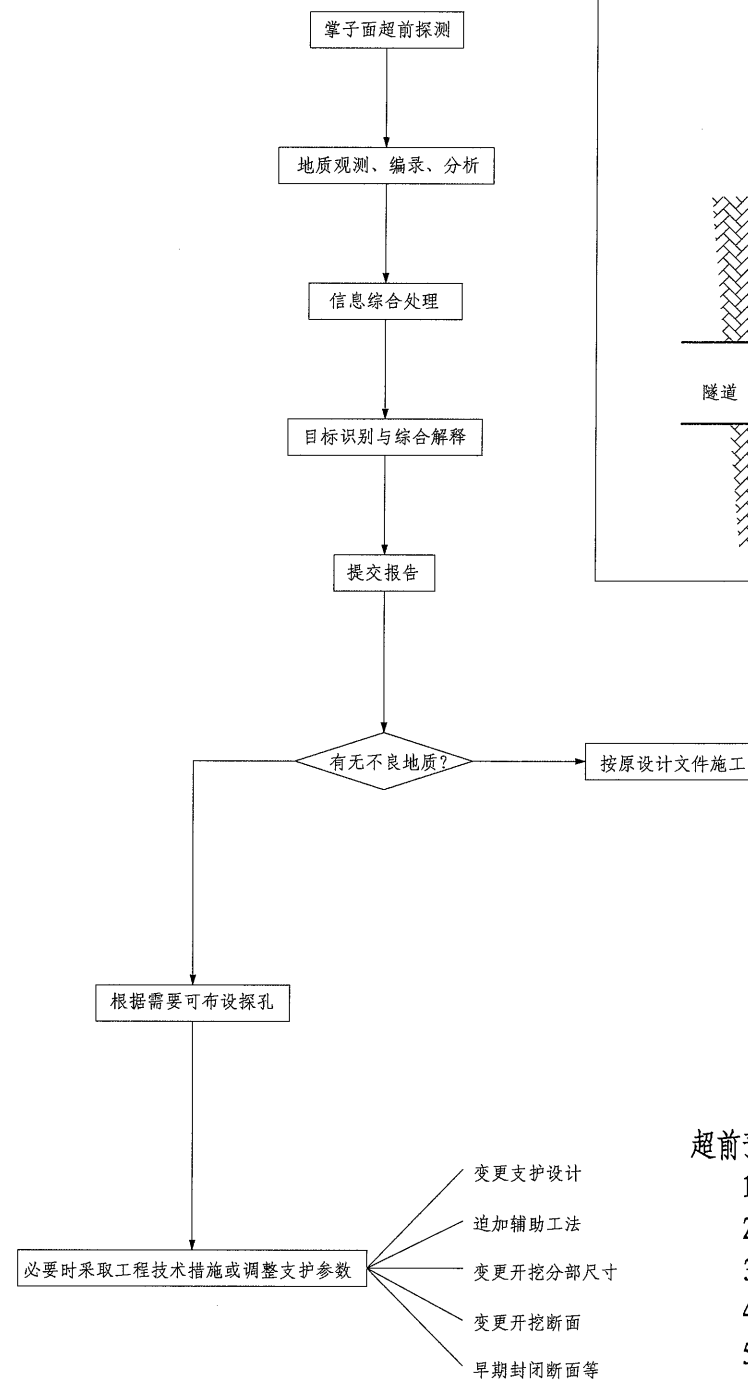 掌子面超前探测
地质观测、编录、分析
信息综合处理
隧道
目标识别与综合解释
提交报告
有无不良地质?
按原设计文件施工
根据需要可布设探孔
超前
变更支护设计
1
迫加辅助工法
2
必要时采取工程技术措施或调整支护参数
变更开挖分部尺寸
3
变更开挖断面
4
早期封闭断面等
5